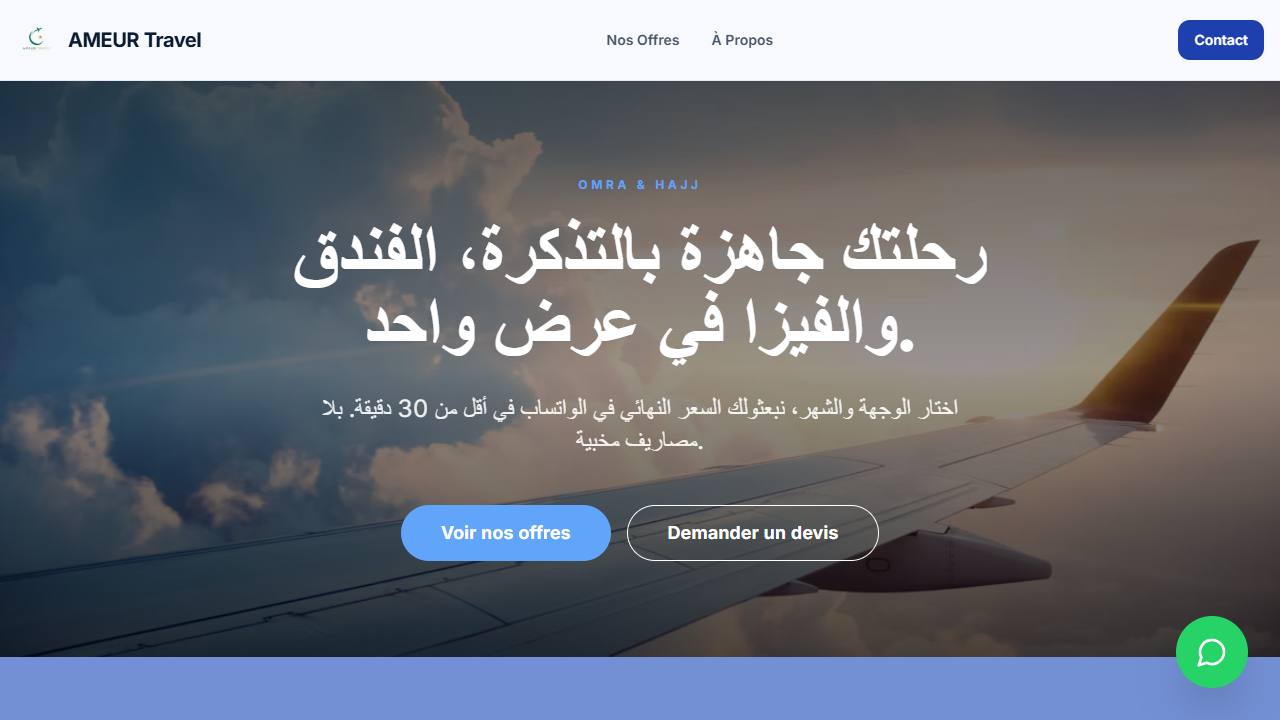 AMEUR Travel
Nos Offres
À Propos
Contact
OMRA & HAJJ
رحلتك جاهزة بالتذكرة، الفندق
والفيزا في عرض واحد.
اختار الوجهة والشهر، نبعثولك السعر النهائي في الواتساب في أقل من 30 دقيقة. بلا
مصاريف مخبية.
Voir nos offres
Demander un devis